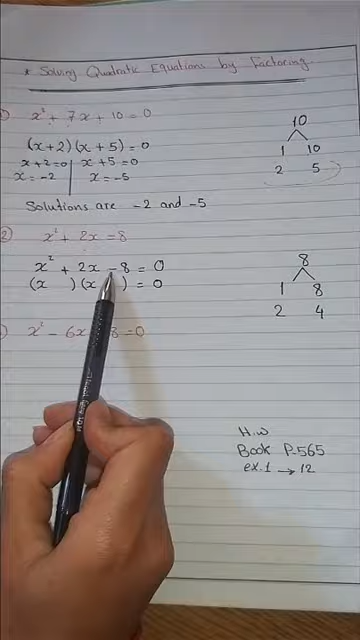 * Solving Quadratic Equations by Factoring.
1) x² + 7x + 10 = 0
(x+2)(x+5)=0
x+2=0 | x+5=0
x=-2 | x=-5
Solutions are -2 and -5
10
1 10
2 5
2) x² + 2x = 8
x² + 2x - 8 = 0
(x )(x ) = 0
8
1 8
2 4
) x² - 6x 8 = 0
H.W
Book P.565
ex. 1 → 12